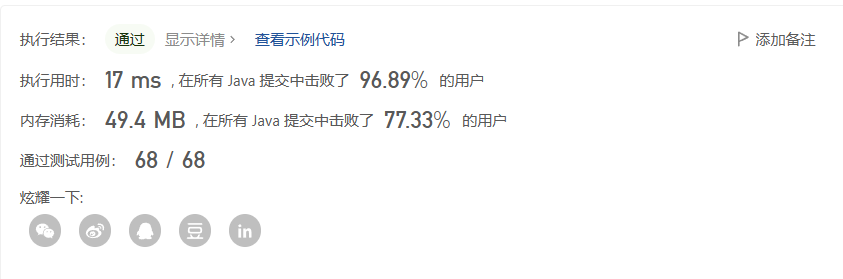 执行结果： 通过 显示详情 > 查看示例代码 添加备注
执行用时： 17 ms , 在所有 Java 提交中击败了 96.89% 的用户
内存消耗： 49.4 MB , 在所有 Java 提交中击败了 77.33% 的用户
通过测试用例： 68 / 68
炫耀一下:
豆 in